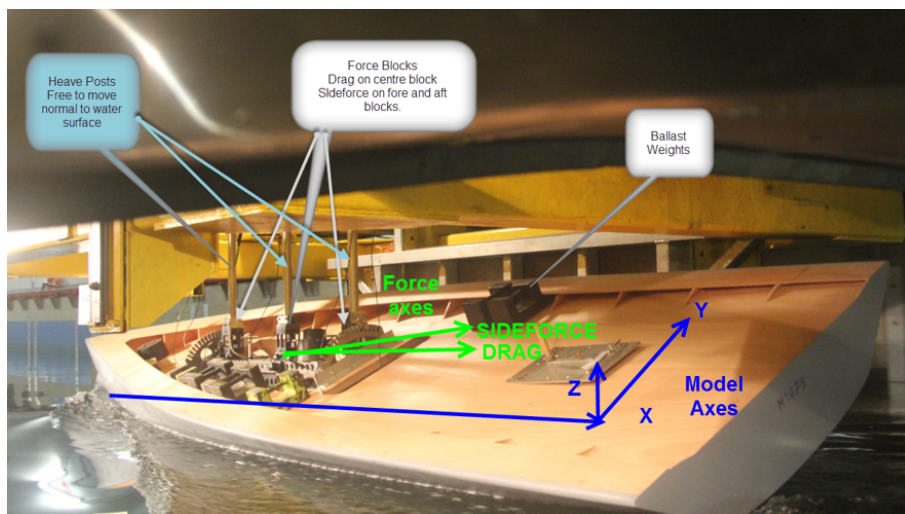 Heave Posts
Free to move
normal to water
surface
Force Blocks
Drag on centre block
SIdeforce on fore and aft
blocks.
Ballast
Weights
Force
axes
SIDEFORCE
DRAG
Y
Z
X
Model
Axes
M1079